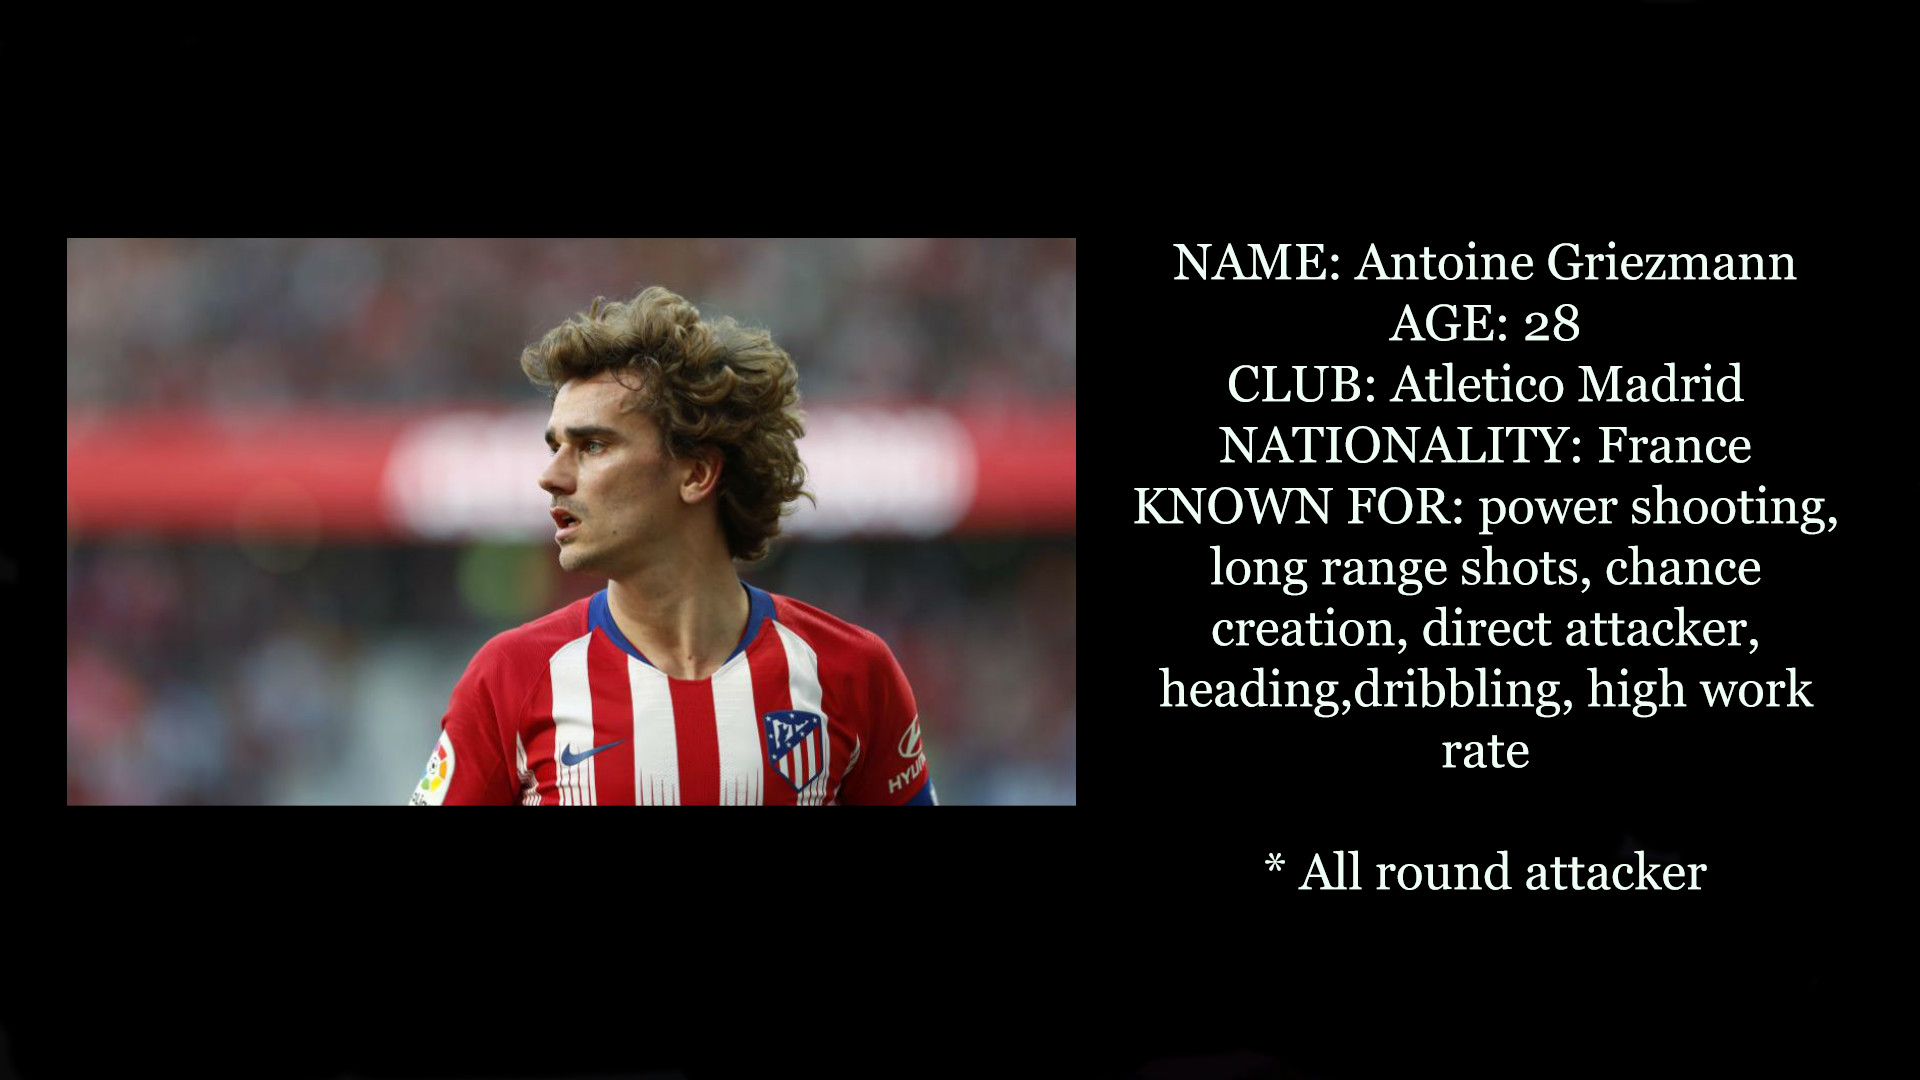 NAME: Antoine Griezmann
AGE: 28
CLUB: Atletico Madrid
NATIONALITY: France
KNOWN FOR: power shooting,
long range shots, chance
creation, direct attacker,
heading,dribbling, high work
rate
* All round attacker